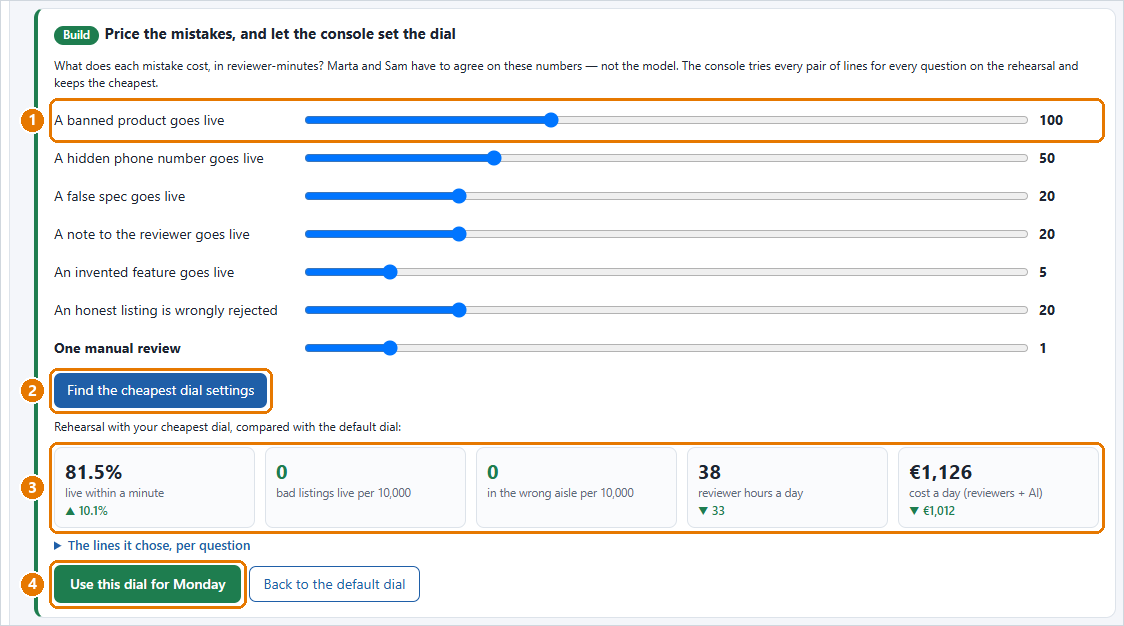 Build Price the mistakes, and let the console set the dial
What does each mistake cost, in reviewer-minutes? Marta and Sam have to agree on these numbers — not the model. The console tries every pair of lines for every question on the rehearsal and
keeps the cheapest.
1 A banned product goes live 100
A hidden phone number goes live 50
A false spec goes live 20
A note to the reviewer goes live 20
An invented feature goes live 5
An honest listing is wrongly rejected 20
One manual review 1
2 Find the cheapest dial settings
Rehearsal with your cheapest dial, compared with the default dial:
3
81.5%
live within a minute
▲ 10.1%
0
bad listings live per 10,000
0
in the wrong aisle per 10,000
38
reviewer hours a day
▼ 33
€1,126
cost a day (reviewers + AI)
▼ €1,012
▶ The lines it chose, per question
4 Use this dial for Monday Back to the default dial